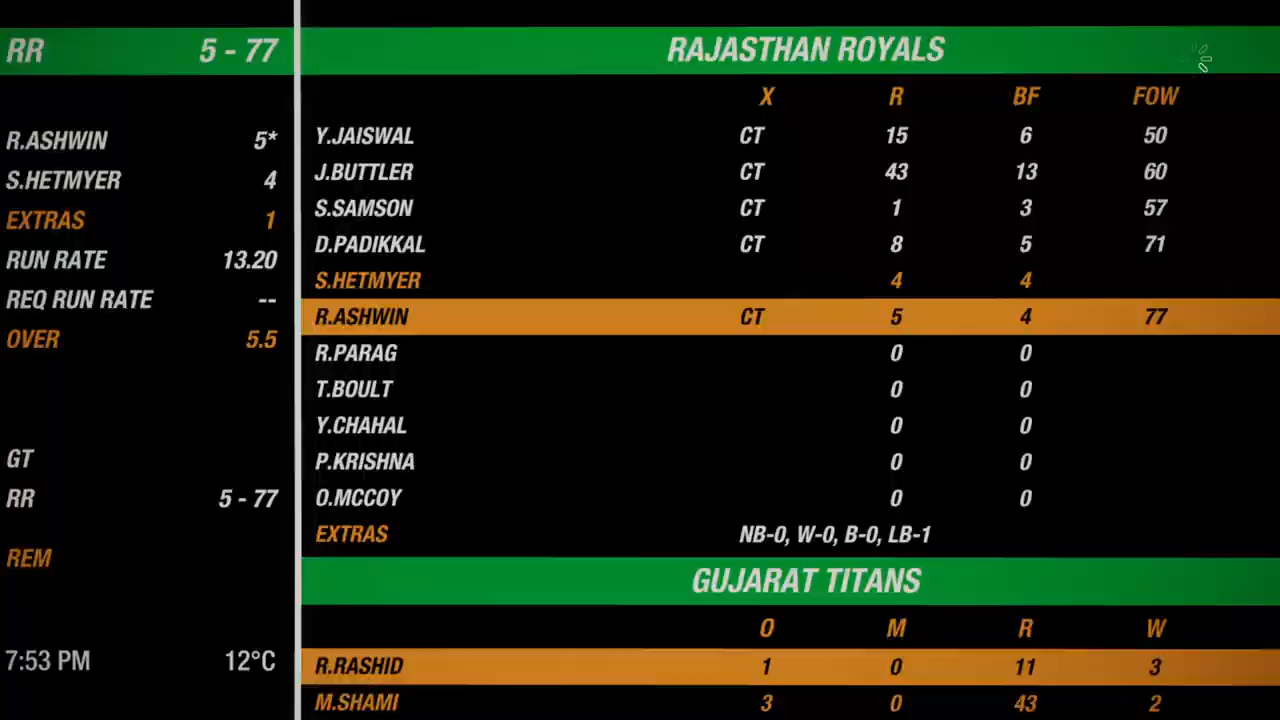 RR 5 - 77
R.ASHWIN 5*
S.HETMYER 4
EXTRAS 1
RUN RATE 13.20
REQ RUN RATE --
OVER 5.5
GT
RR 5 - 77
REM
7:53 PM 12°C
RAJASTHAN ROYALS
X R BF FOW
Y.JAISWAL CT 15 6 50
J.BUTTLER CT 43 13 60
S.SAMSON CT 1 3 57
D.PADIKKAL CT 8 5 71
S.HETMYER 4 4
R.ASHWIN CT 5 4 77
R.PARAG 0 0
T.BOULT 0 0
Y.CHAHAL 0 0
P.KRISHNA 0 0
O.MCCOY 0 0
EXTRAS NB-0, W-0, B-0, LB-1
GUJARAT TITANS
O M R W
R.RASHID 1 0 11 3
M.SHAMI 3 0 43 2